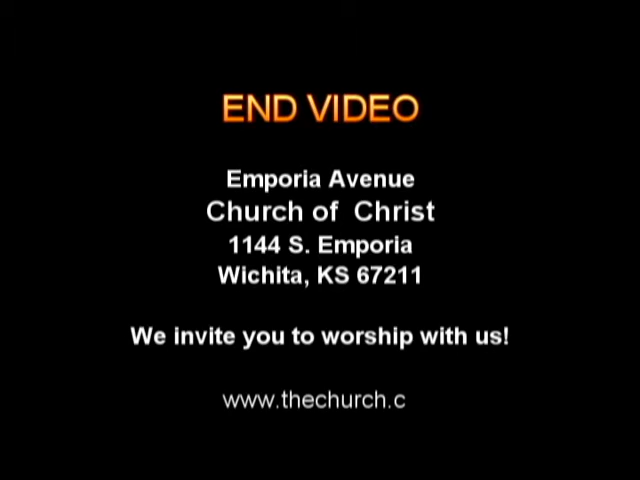 END VIDEO
Emporia Avenue
Church of Christ
1144 S. Emporia
Wichita, KS 67211
We invite you to worship with us!
www.thechurch.c